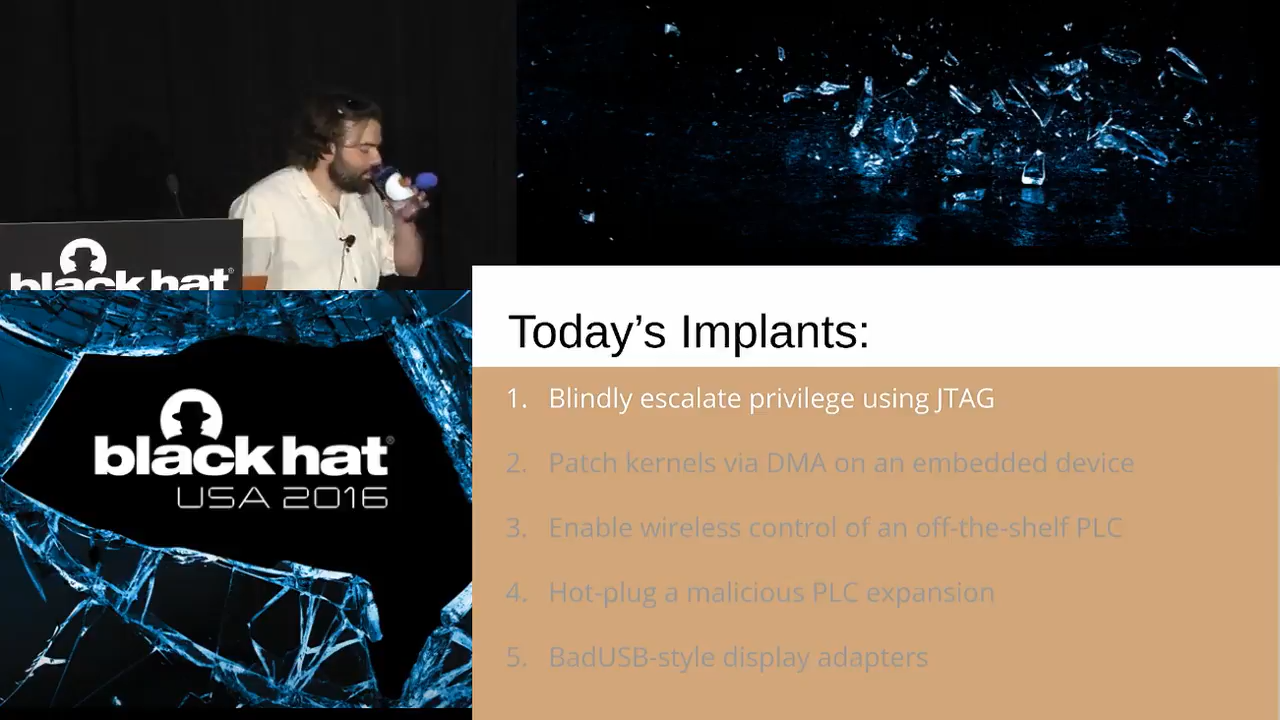 black hat®
black hat®
USA 2016
Today’s Implants:
1. Blindly escalate privilege using JTAG
2. Patch kernels via DMA on an embedded device
3. Enable wireless control of an off-the-shelf PLC
4. Hot-plug a malicious PLC expansion
5. BadUSB-style display adapters